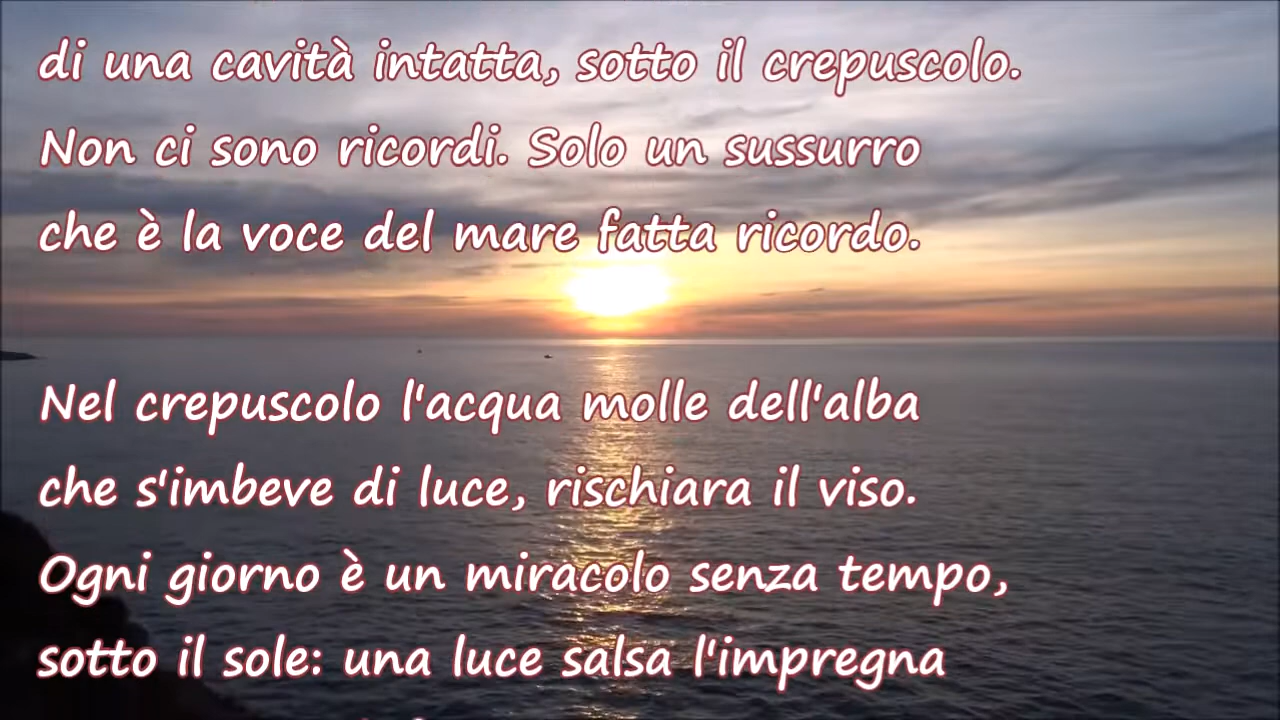 di una cavità intatta, sotto il crepuscolo.
Non ci sono ricordi. Solo un sussurro
che è la voce del mare fatta ricordo.
Nel crepuscolo l'acqua molle dell'alba
che s'imbeve di luce, rischiara il viso.
Ogni giorno è un miracolo senza tempo,
sotto il sole: una luce salsa l'impregna